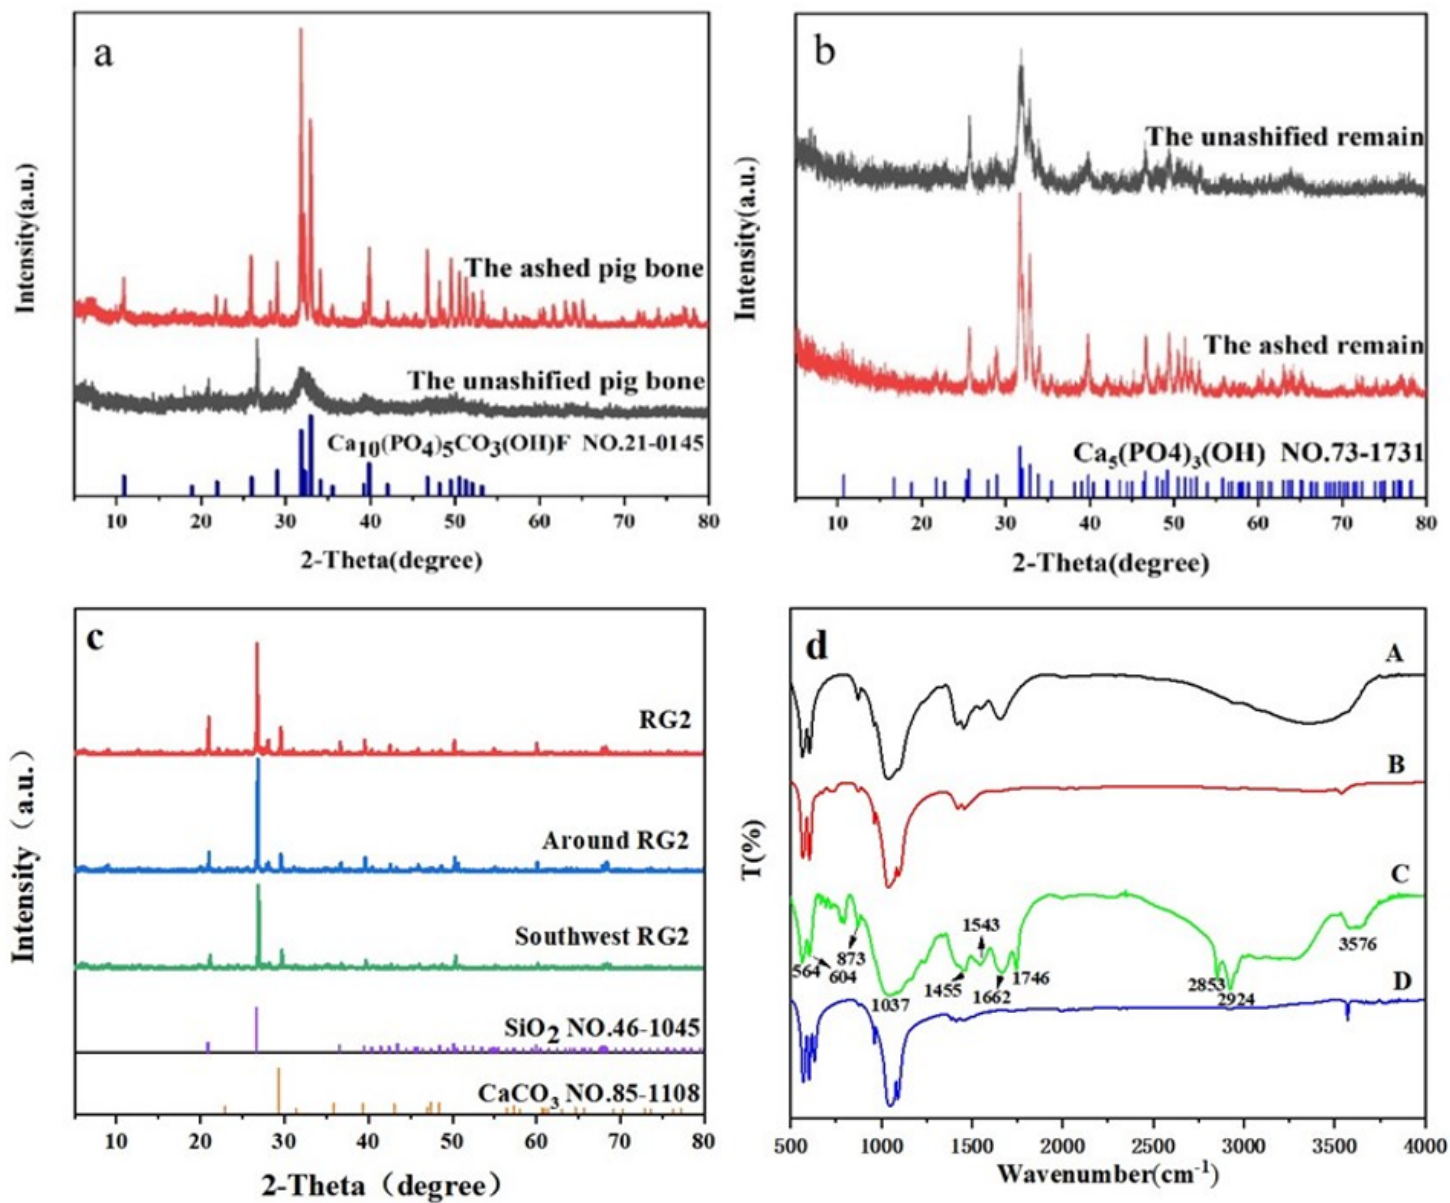 a
Intensity(a.u.)
The ashed pig bone
The unashified pig bone
Ca10(PO4)5CO3(OH)F NO.21-0145
10 20 30 40 50 60 70 80
2-Theta(degree)
b
Intensity(a.u.)
The unashified remain
The ashed remain
Ca5(PO4)3(OH) NO.73-1731
10 20 30 40 50 60 70 80
2-Theta(degree)
c
Intensity（a.u.）
RG2
Around RG2
Southwest RG2
SiO2 NO.46-1045
CaCO3 NO.85-1108
10 20 30 40 50 60 70 80
2-Theta（degree）
d
T(%)
A
B
C
D
564
604
873
1037
1455
1543
1662
1746
2853
2924
3576
500 1000 1500 2000 2500 3000 3500 4000
Wavenumber(cm-1)